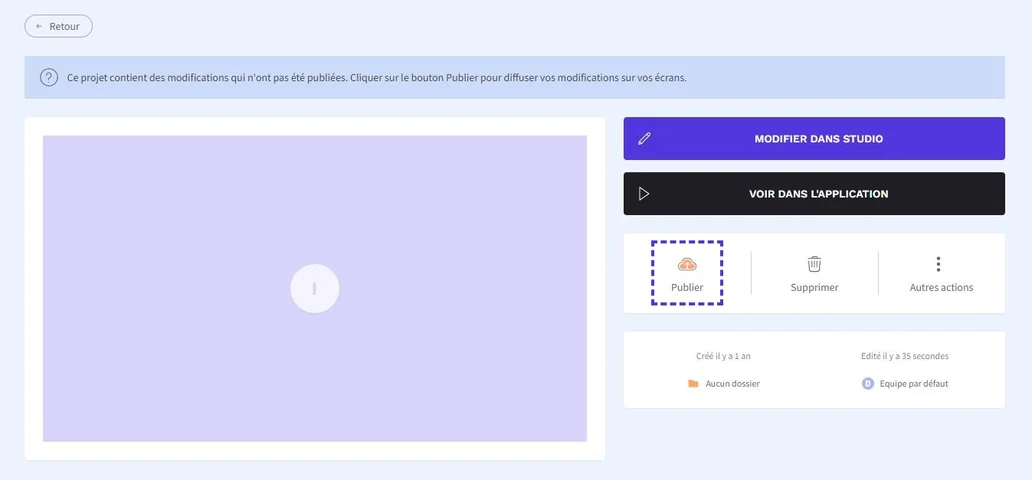 Retour
Ce projet contient des modifications qui n'ont pas été publiées. Cliquer sur le bouton Publier pour diffuser vos modifications sur vos écrans.
MODIFIER DANS STUDIO
VOIR DANS L'APPLICATION
Publier
Supprimer
Autres actions
Créé il y a 1 an
Edité il y a 35 secondes
Aucun dossier
D Equipe par défaut